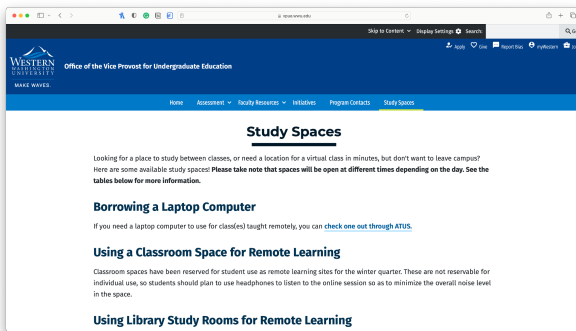 vpue.wwu.edu
Skip to Content Display Settings Search:
Apply Give Report Bias myWestern
WESTERN
WASHINGTON
UNIVERSITY
MAKE WAVES.
Office of the Vice Provost for Undergraduate Education
Home Assessment Faculty Resources Initiatives Program Contacts Study Spaces
Study Spaces
Looking for a place to study between classes, or need a location for a virtual class in minutes, but don't want to leave campus?
Here are some available study spaces! Please take note that spaces will be open at different times depending on the day. See the
tables below for more information.
Borrowing a Laptop Computer
If you need a laptop computer to use for class(es) taught remotely, you can check one out through ATUS.
Using a Classroom Space for Remote Learning
Classroom spaces have been reserved for student use as remote learning sites for the winter quarter. These are not reservable for
individual use, so students should plan to use headphones to listen to the online session so as to minimize the overall noise level
in the space.
Using Library Study Rooms for Remote Learning